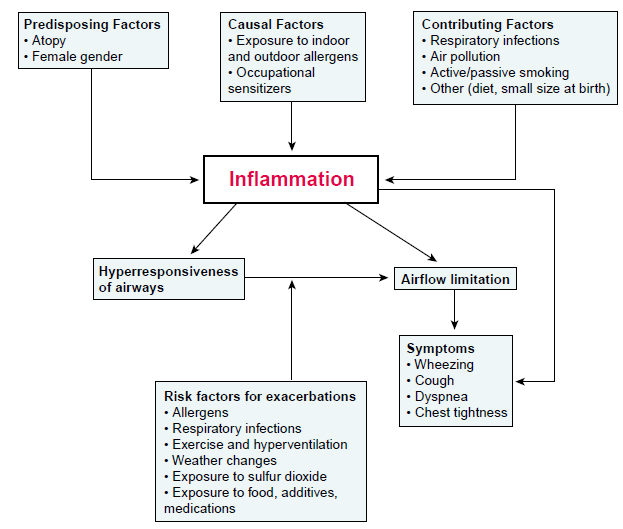 Predisposing Factors
• Atopy
• Female gender
Causal Factors
• Exposure to indoor
and outdoor allergens
• Occupational
sensitizers
Contributing Factors
• Respiratory infections
• Air pollution
• Active/passive smoking
• Other (diet, small size at birth)
Inflammation
Hyperresponsiveness
of airways
Airflow limitation
Symptoms
• Wheezing
• Cough
• Dyspnea
• Chest tightness
Risk factors for exacerbations
• Allergens
• Respiratory infections
• Exercise and hyperventilation
• Weather changes
• Exposure to sulfur dioxide
• Exposure to food, additives,
medications